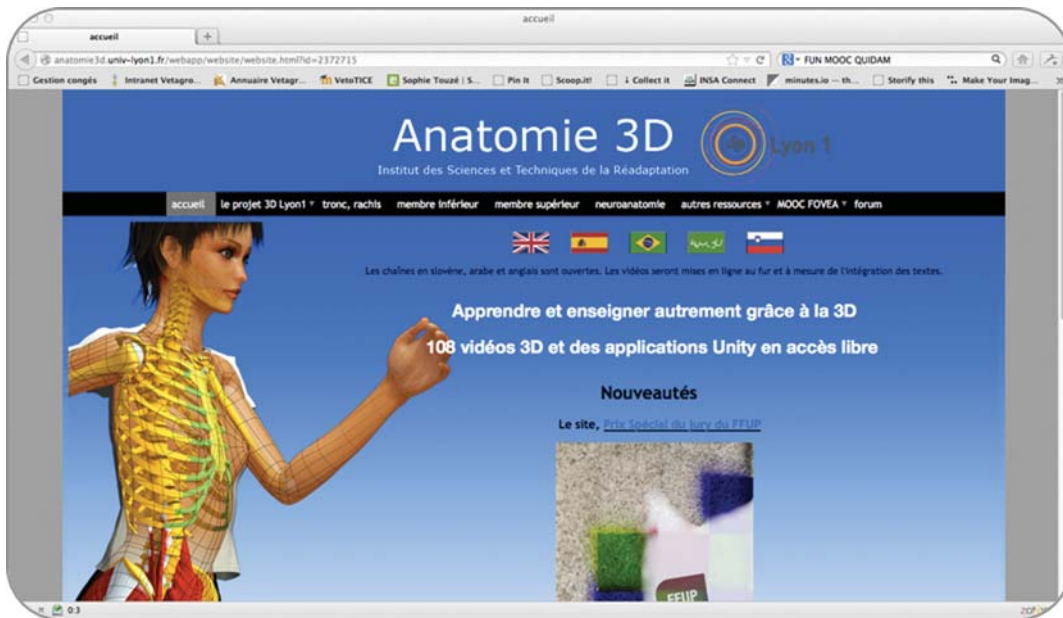 accueil
accueil
anatomie3d.univ-lyon1.fr/webapp/website/website.html?id=2372715
FUN MOOC QUIDAM
Gestion congés Intranet Vetagro... Annuaire Vetagr... VetoTICE Sophie Touzé | S... Pin It Scoop.it! ↓ Collect it INSA Connect minutes.io — th... Storify this Make Your Imag...
Anatomie 3D
Lyon 1
Institut des Sciences et Techniques de la Réadaptation
accueil le projet 3D Lyon1 tronc, rachis membre inférieur membre supérieur neuroanatomie autres ressources MOOC FOVEA forum
Les chaînes en slovène, arabe et anglais sont ouvertes. Les vidéos seront mises en ligne au fur et à mesure de l'intégration des textes.
Apprendre et enseigner autrement grâce à la 3D
108 vidéos 3D et des applications Unity en accès libre
Nouveautés
Le site, Prix Spécial du jury du FFUP
FFUP
0:3